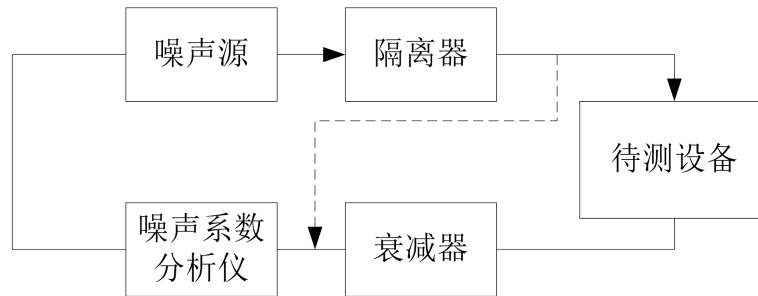 噪声源
隔离器
待测设备
噪声系数
分析仪
衰减器